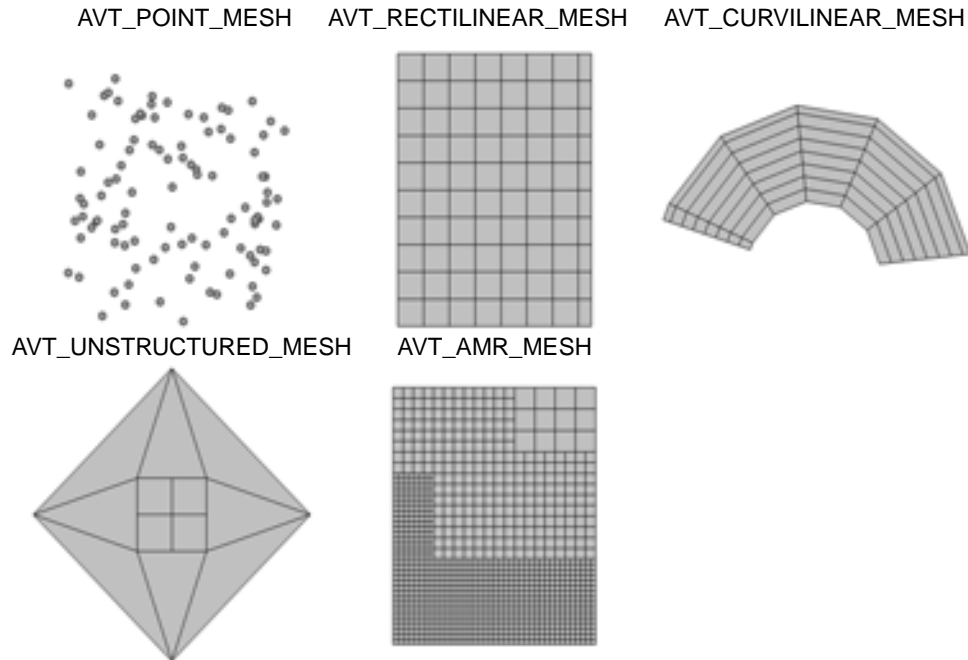 AVT_POINT_MESH
AVT_RECTILINEAR_MESH
AVT_CURVILINEAR_MESH
AVT_UNSTRUCTURED_MESH
AVT_AMR_MESH